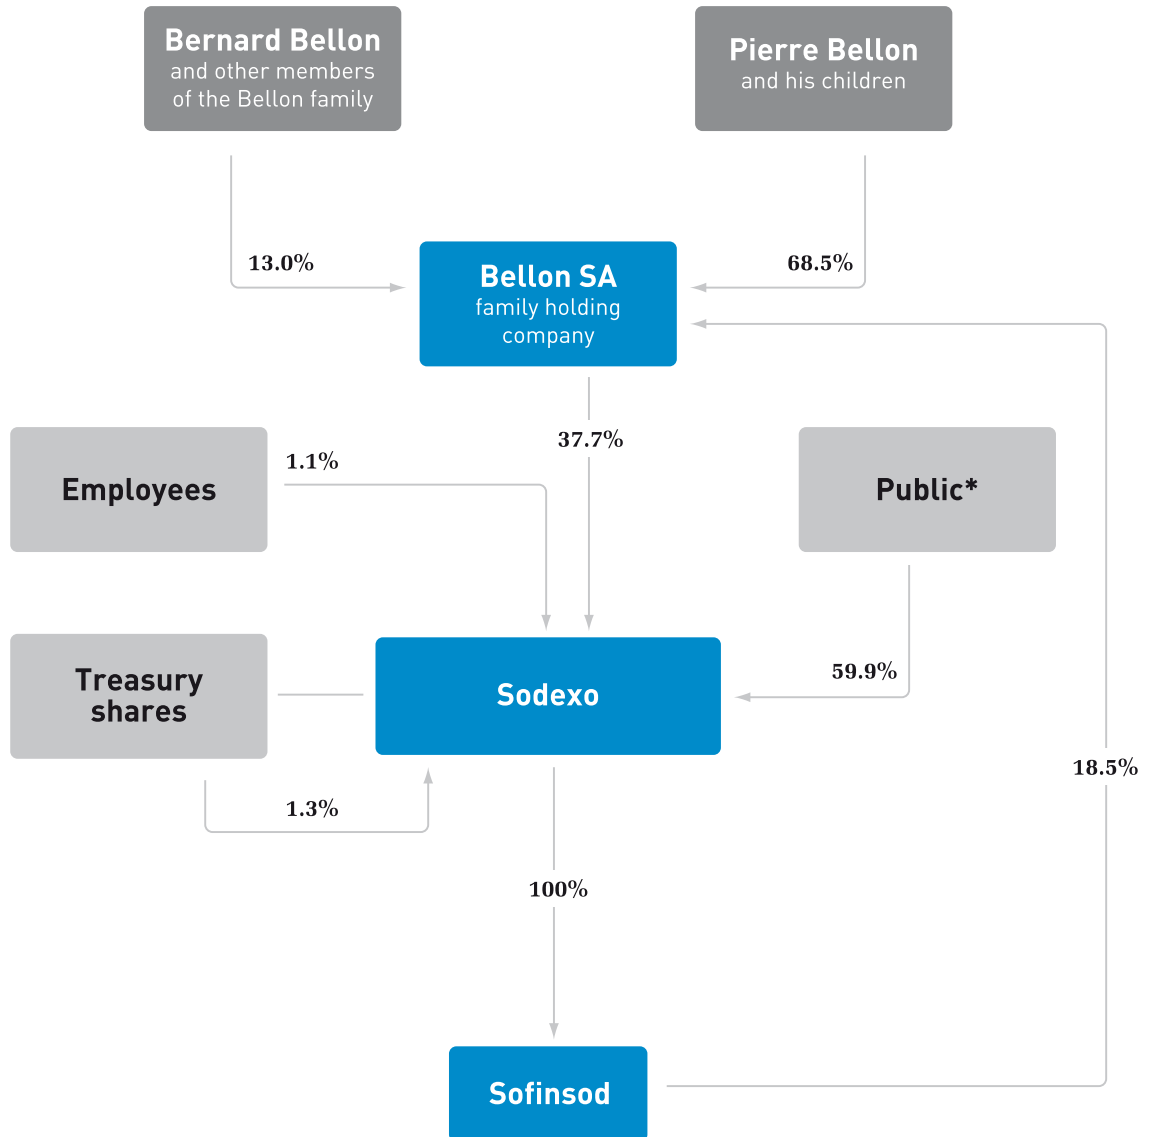 Bernard Bellon
and other members
of the Bellon family
Pierre Bellon
and his children
13.0%
68.5%
Bellon SA
family holding
company
37.7%
Employees
1.1%
Public*
Treasury
shares
Sodexo
59.9%
1.3%
18.5%
100%
Sofinsod